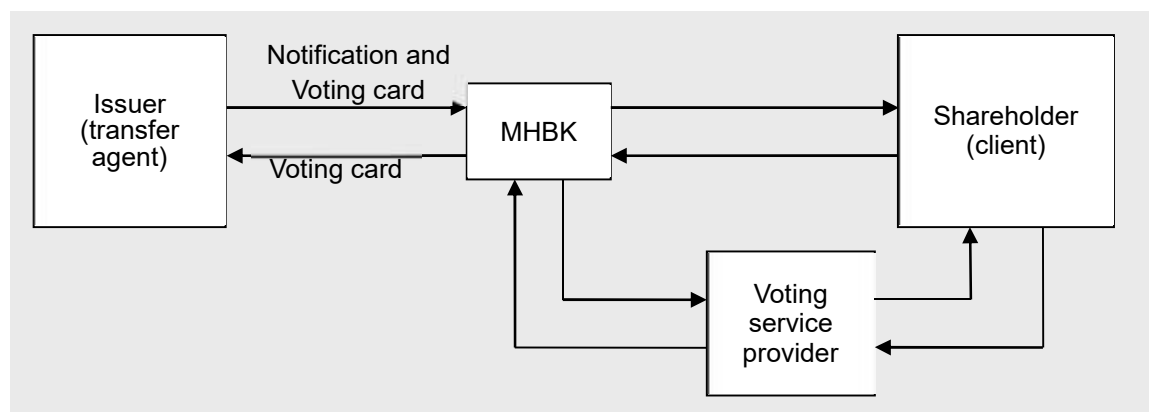 Issuer
(transfer
agent)
Notification and
Voting card
Voting card
MHBK
Shareholder
(client)
Voting
service
provider